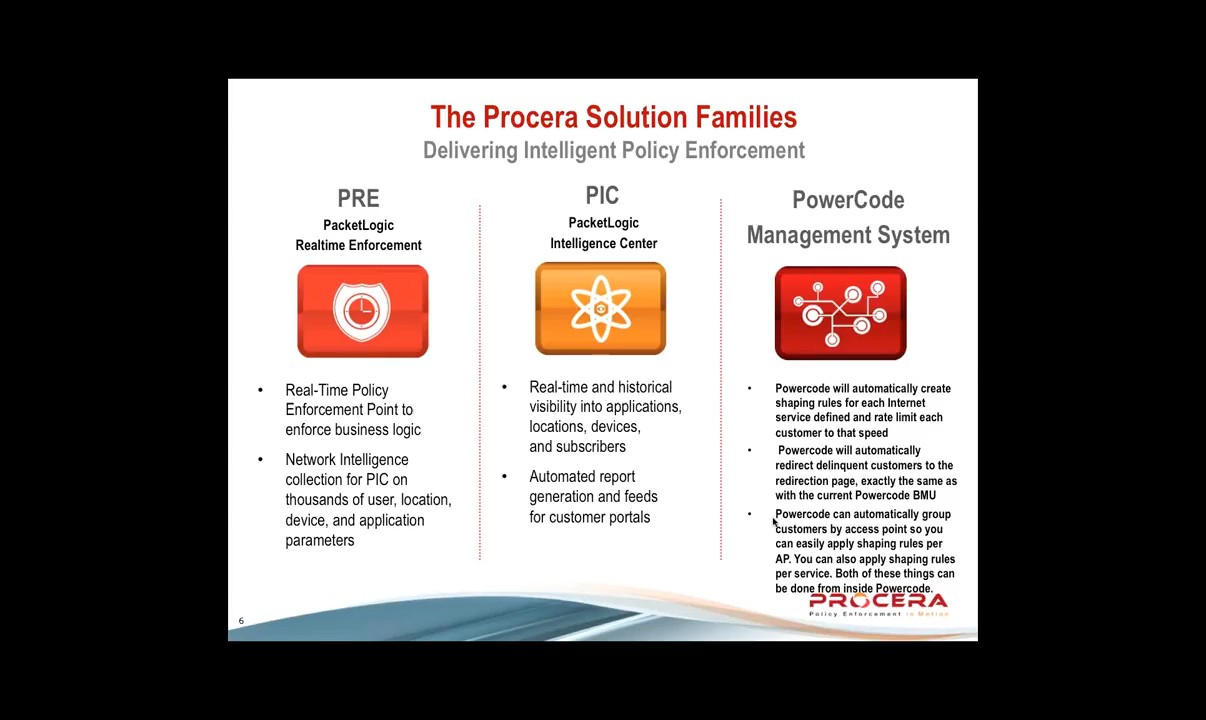 The Procera Solution Families
Delivering Intelligent Policy Enforcement
PRE
PacketLogic
Realtime Enforcement
• Real-Time Policy
Enforcement Point to
enforce business logic
• Network Intelligence
collection for PIC on
thousands of user, location,
device, and application
parameters
PIC
PacketLogic
Intelligence Center
• Real-time and historical
visibility into applications,
locations, devices,
and subscribers
• Automated report
generation and feeds
for customer portals
PowerCode
Management System
• Powercode will automatically create
shaping rules for each Internet
service defined and rate limit each
customer to that speed
• Powercode will automatically
redirect delinquent customers to the
redirection page, exactly the same as
with the current Powercode BMU
• Powercode can automatically group
customers by access point so you
can easily apply shaping rules per
AP. You can also apply shaping rules
per service. Both of these things can
be done from inside Powercode.
PROCERA
Policy Enforcement in Motion
6